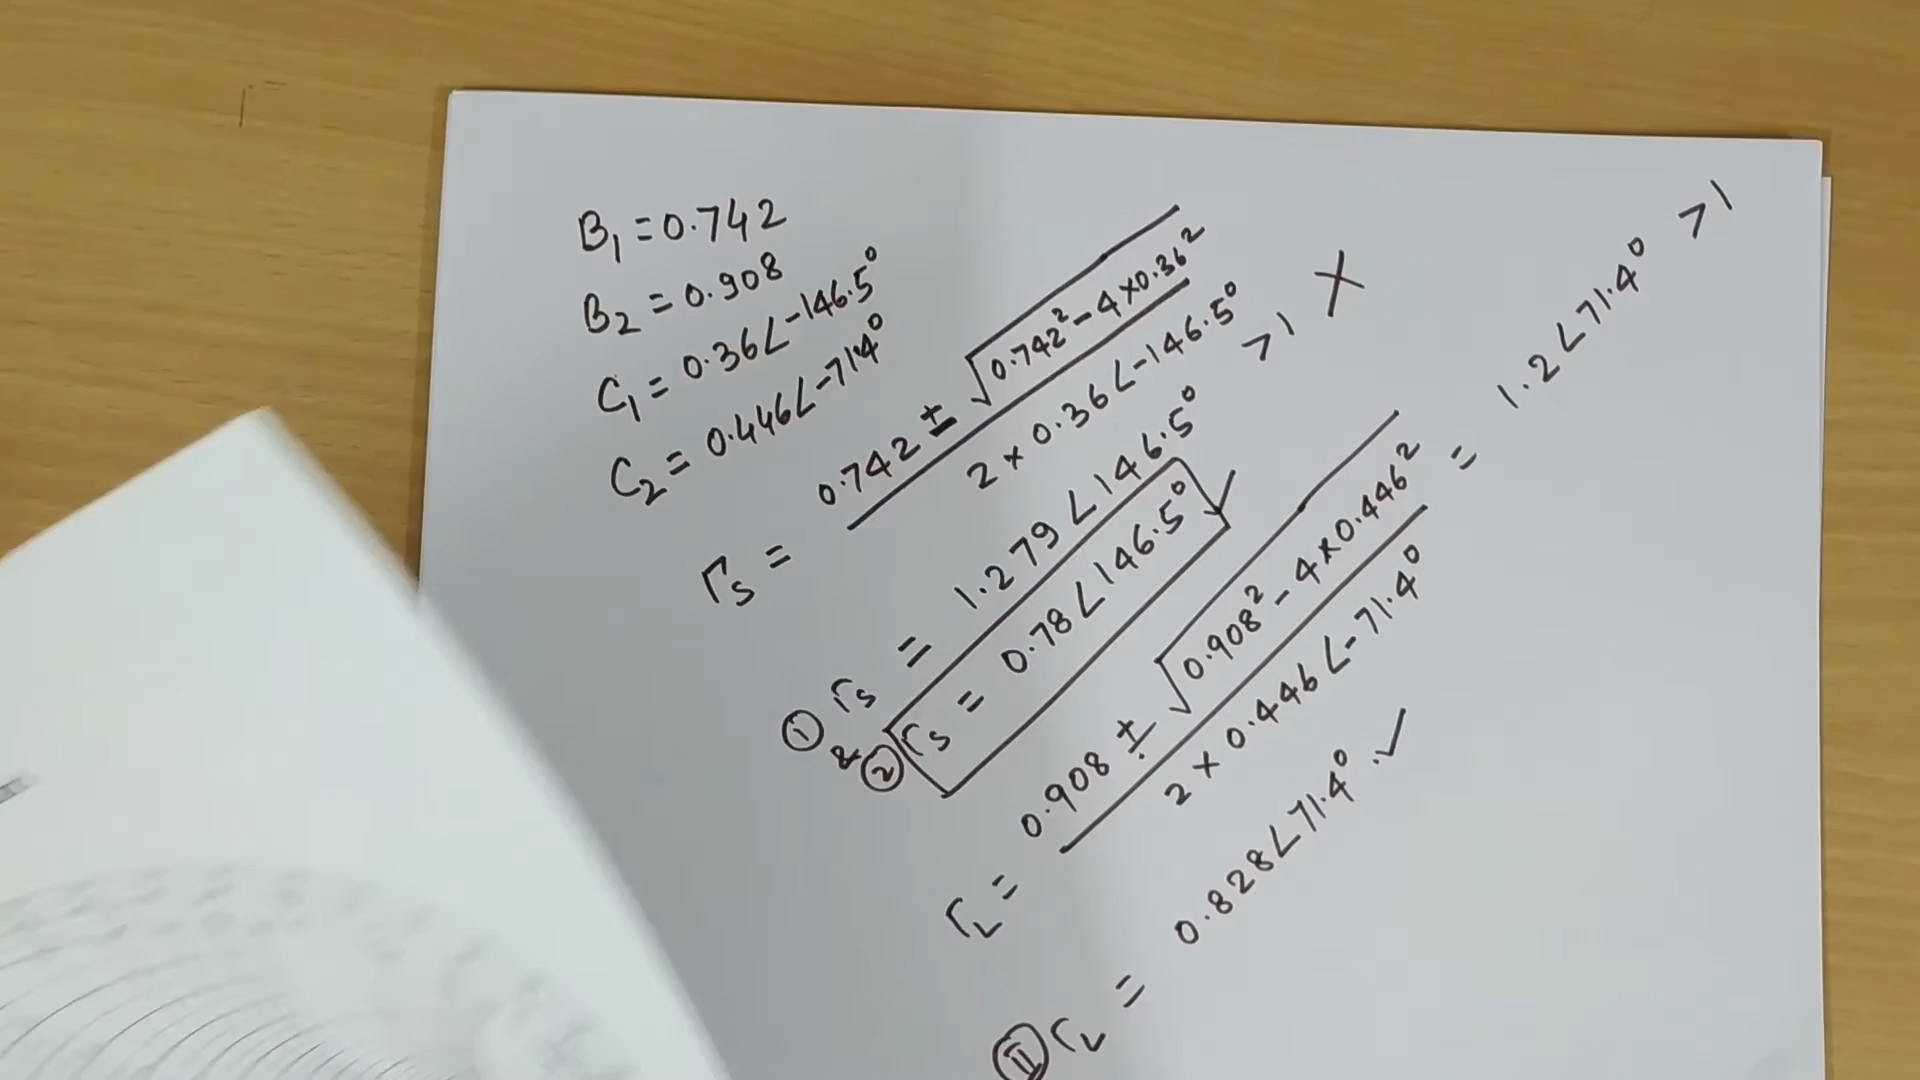 B₁ = 0.742
B₂ = 0.908
C₁ = 0.36∠-146.5°
C₂ = 0.446∠-71.4°
Γs = 0.742 ± √0.742² - 4×0.36²
2 × 0.36∠-146.5°
① Γs = 1.279∠146.5° >1 ✗
& ② Γs = 0.78∠146.5° ✓
ΓL = 0.908 ± √0.908² - 4×0.446² = 1.2∠71.4° >1
2 × 0.446∠-71.4°
Ⅱ ΓL = 0.828∠71.4° ✓